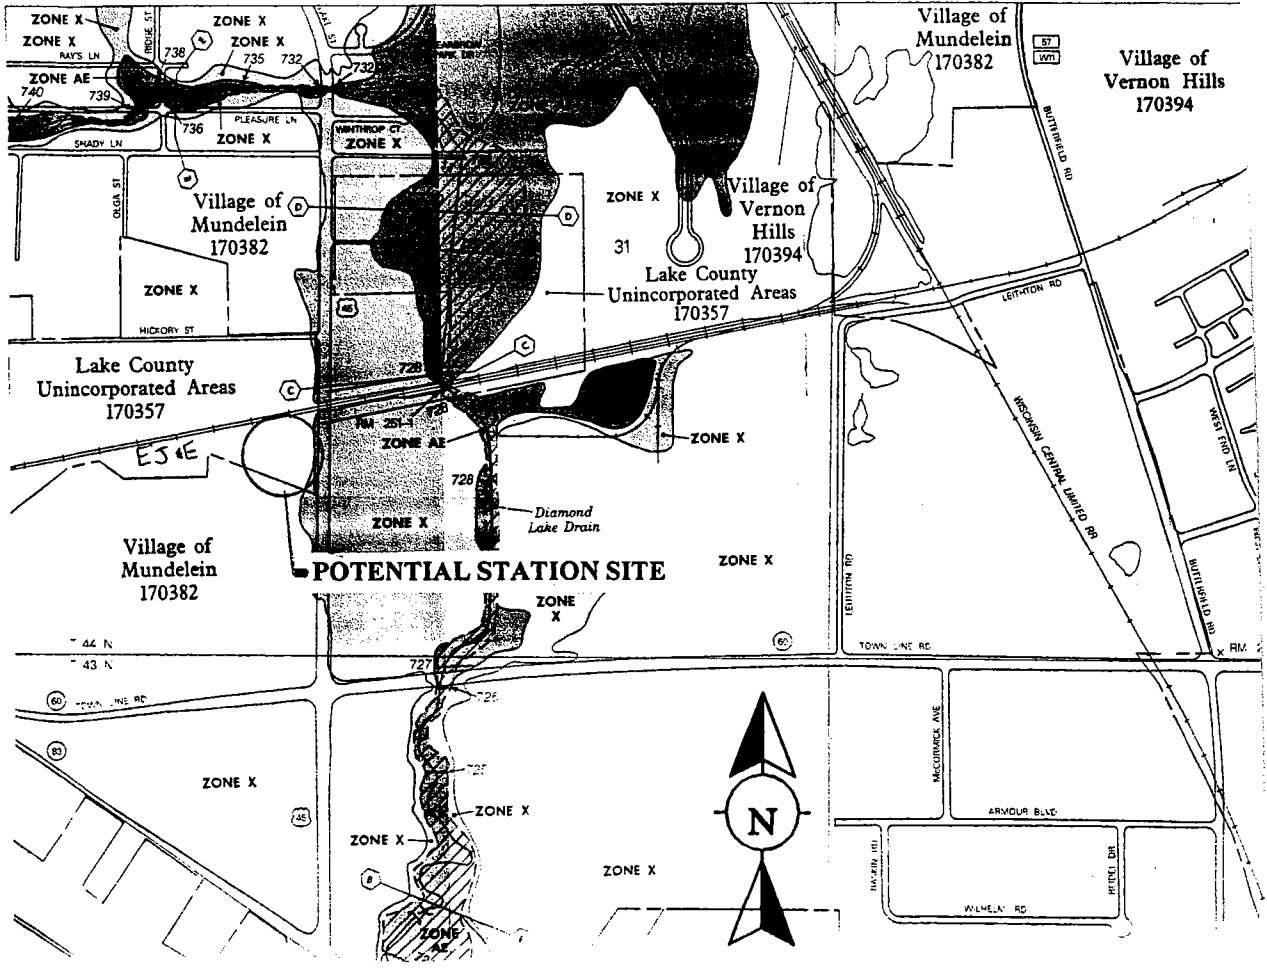 ZONE X
ZONE X
RAY'S LN
RIDGE ST
738
ZONE X
735
732
732
ZONE AE
740
739
736
PLEASURE LN
ZONE X
SHADY LN
WINTHROP CT
ZONE X
OLGA ST
Village of
Mundelein
170382
D
D
ZONE X
31
Village of
Vernon
Hills
170394
Lake County
Unincorporated Areas
170357
Village of
Mundelein
170382
57
W11
Village of
Vernon Hills
170394
BUTTERFIELD RD
LEITHTON RD
ZONE X
45
HICKORY ST
Lake County
Unincorporated Areas
170357
C
C
728
728
RM 251-1
ZONE AE
ZONE X
EJ&E
728
Diamond
Lake Drain
ZONE X
WISCONSIN CENTRAL LIMITED RR
WEST END LN
ZONE X
Village of
Mundelein
170382
POTENTIAL STATION SITE
ZONE
X
LEITHTON RD
BUTTERFIELD RD
T 44 N
T 43 N
727
60
TOWN LINE RD
RM
60
TOWN LINE RD
726
83
725
ZONE X
45
ZONE X
ZONE X
B
ZONE
AE
ZONE X
N
McCORMICK AVE
ARMOUR BLVD
WILHELM RD